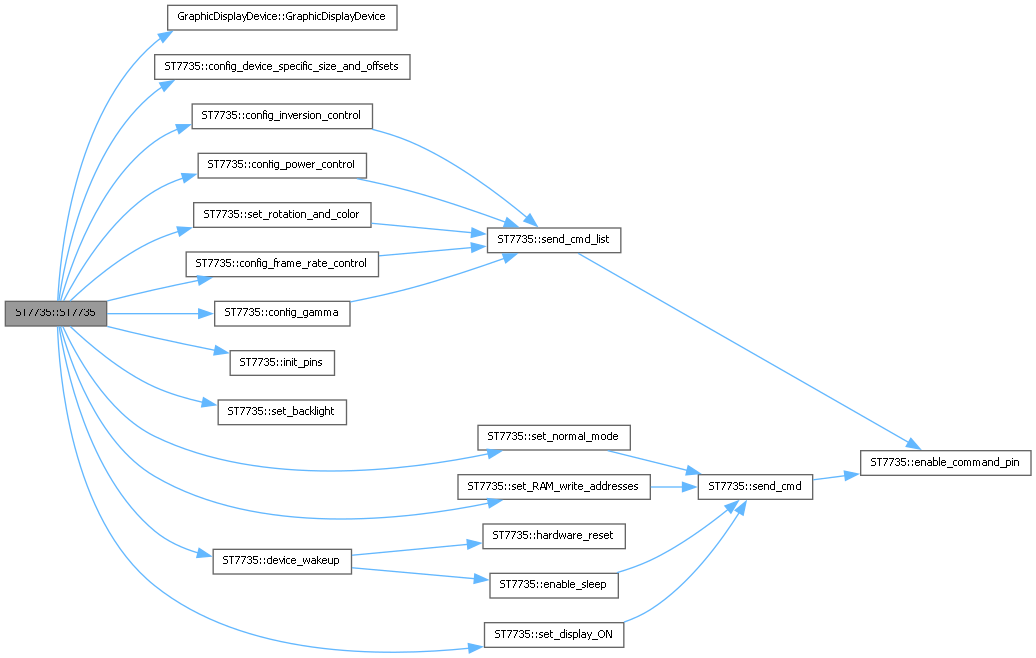 GraphicDisplayDevice::GraphicDisplayDevice
ST7735::config_device_specific_size_and_offsets
ST7735::config_inversion_control
ST7735::config_power_control
ST7735::set_rotation_and_color
ST7735::send_cmd_list
ST7735::config_frame_rate_control
ST7735::ST7735
ST7735::config_gamma
ST7735::init_pins
ST7735::set_backlight
ST7735::set_normal_mode
ST7735::enable_command_pin
ST7735::set_RAM_write_addresses
ST7735::send_cmd
ST7735::hardware_reset
ST7735::device_wakeup
ST7735::enable_sleep
ST7735::set_display_ON